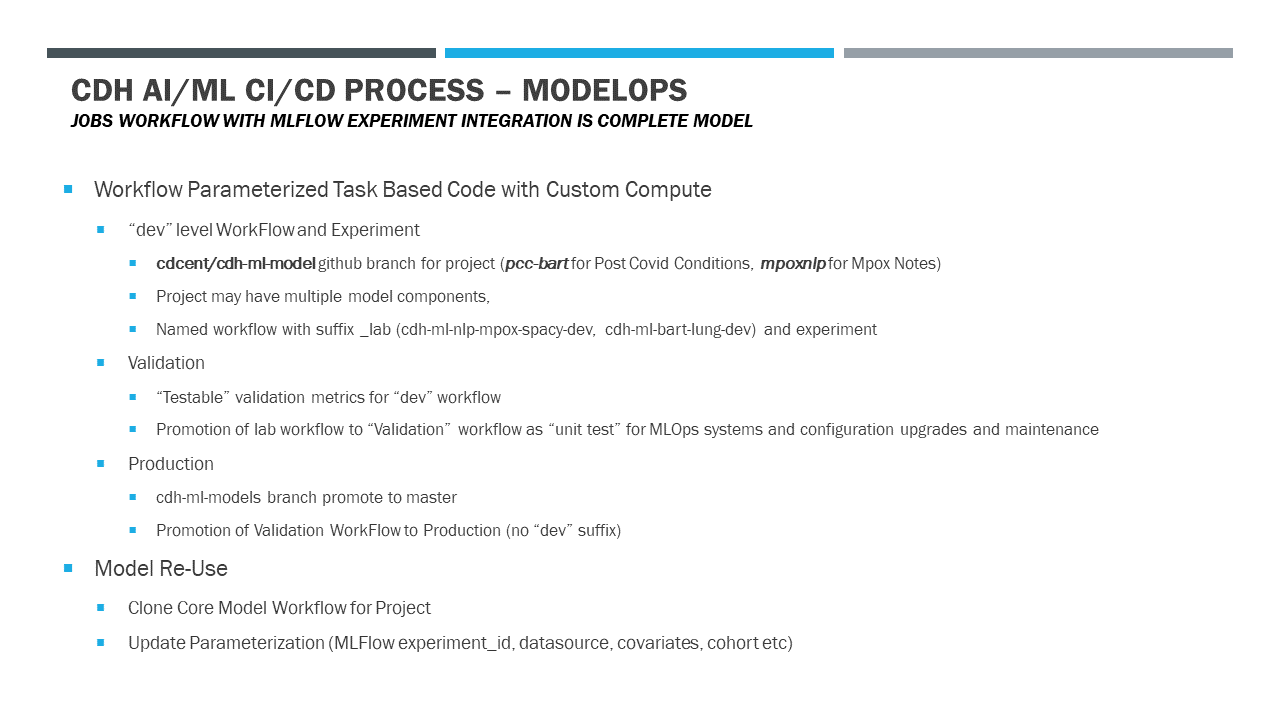 CDH AI/ML CI/CD PROCESS – MODELOPS
JOBS WORKFLOW WITH MLFLOW EXPERIMENT INTEGRATION IS COMPLETE MODEL
Workflow Parameterized Task Based Code with Custom Compute
“dev” level WorkFlow and Experiment
cdcent/cdh-ml-model github branch for project (pcc-bart for Post Covid Conditions, mpoxnlp for Mpox Notes)
Project may have multiple model components,
Named workflow with suffix _lab (cdh-ml-nlp-mpox-spacy-dev, cdh-ml-bart-lung-dev) and experiment
Validation
“Testable” validation metrics for “dev” workflow
Promotion of lab workflow to “Validation” workflow as “unit test” for MLOps systems and configuration upgrades and maintenance
Production
cdh-ml-models branch promote to master
Promotion of Validation WorkFlow to Production (no “dev” suffix)
Model Re-Use
Clone Core Model Workflow for Project
Update Parameterization (MLFlow experiment_id, datasource, covariates, cohort etc)